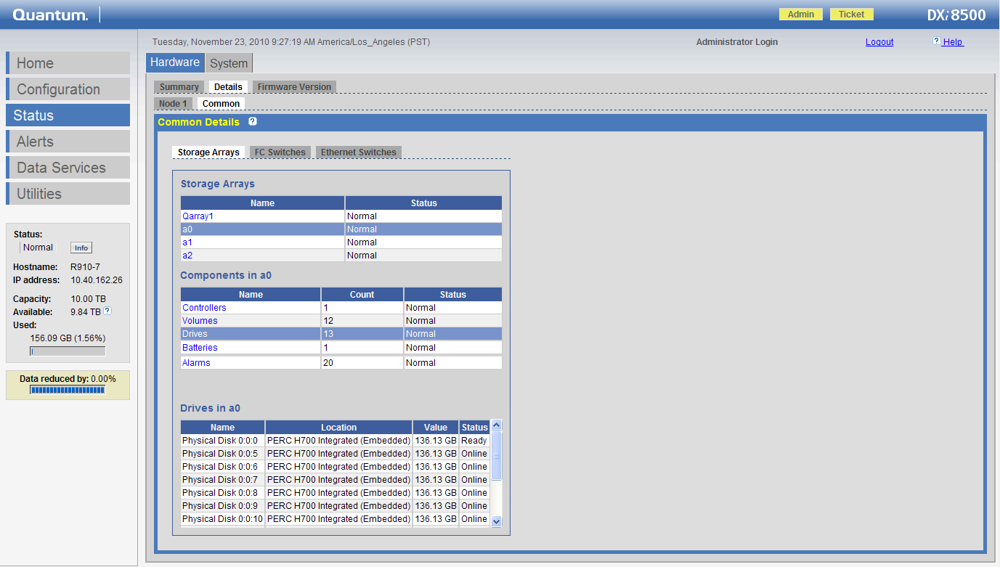 Quantum. Admin Ticket DXi8500
Tuesday, November 23, 2010 9:27:19 AM America/Los_Angeles (PST) Administrator Login Logout ? Help
Home
Configuration
Status
Alerts
Data Services
Utilities
Status:
Normal Info
Hostname: R910-7
IP address: 10.40.162.26
Capacity: 10.00 TB
Available: 9.84 TB ?
Used:
156.09 GB (1.56%)
Data reduced by: 0.00%
Hardware System
Summary Details Firmware Version
Node 1 Common
Common Details ?
Storage Arrays FC Switches Ethernet Switches
Storage Arrays
Name Status
Qarray1 Normal
a0 Normal
a1 Normal
a2 Normal
Components in a0
Name Count Status
Controllers 1 Normal
Volumes 12 Normal
Drives 13 Normal
Batteries 1 Normal
Alarms 20 Normal
Drives in a0
Name Location Value Status
Physical Disk 0:0:0 PERC H700 Integrated (Embedded) 136.13 GB Ready
Physical Disk 0:0:5 PERC H700 Integrated (Embedded) 136.13 GB Online
Physical Disk 0:0:6 PERC H700 Integrated (Embedded) 136.13 GB Online
Physical Disk 0:0:7 PERC H700 Integrated (Embedded) 136.13 GB Online
Physical Disk 0:0:8 PERC H700 Integrated (Embedded) 136.13 GB Online
Physical Disk 0:0:9 PERC H700 Integrated (Embedded) 136.13 GB Online
Physical Disk 0:0:10 PERC H700 Integrated (Embedded) 136.13 GB Online